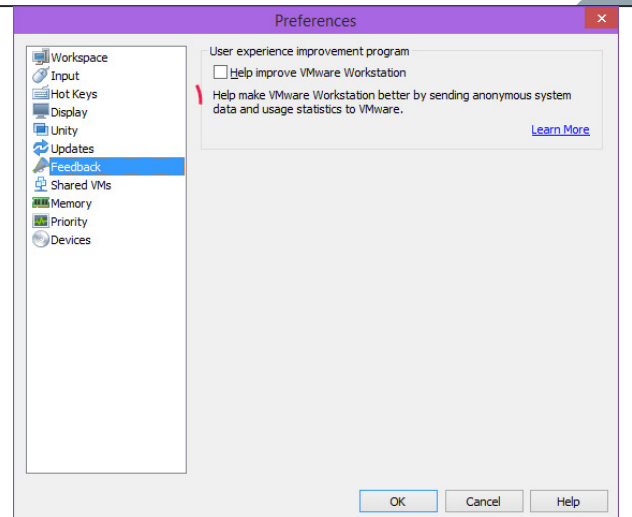 Preferences
Workspace
Input
Hot Keys
Display
Unity
Updates
Feedback
Shared VMs
Memory
Priority
Devices
User experience improvement program
Help improve VMware Workstation
Help make VMware Workstation better by sending anonymous system
data and usage statistics to VMware.
Learn More
OK
Cancel
Help